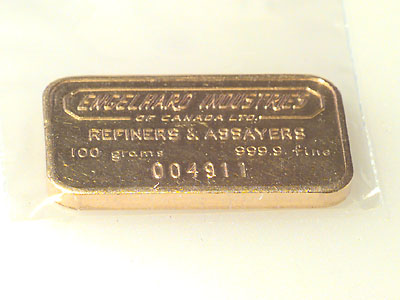 ENGELHARD INDUSTRIES
OF CANADA LTD.
REFINERS & ASSAYERS
100 grams 999.9 fine
004911